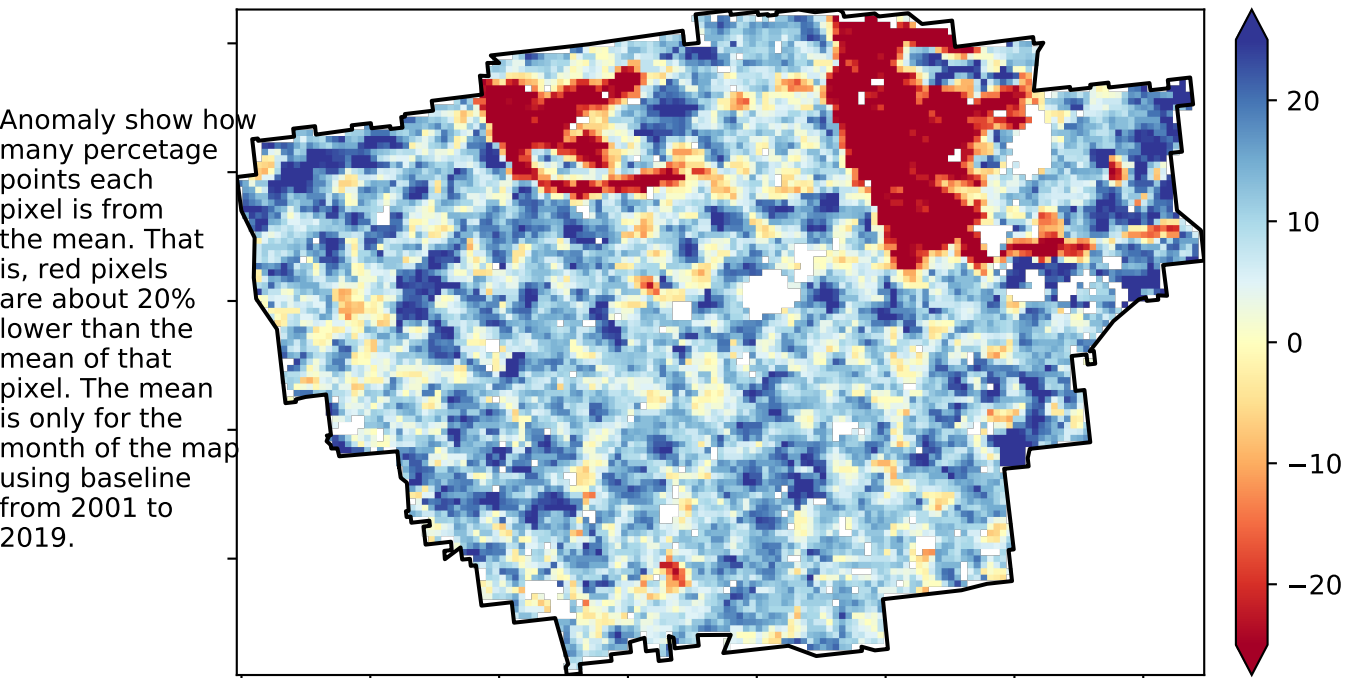 Anomaly show how
many percetage
points each
pixel is from
the mean. That
is, red pixels
are about 20%
lower than the
mean of that
pixel. The mean
is only for the
month of the map
using baseline
from 2001 to
2019.
20
10
0
−10
−20